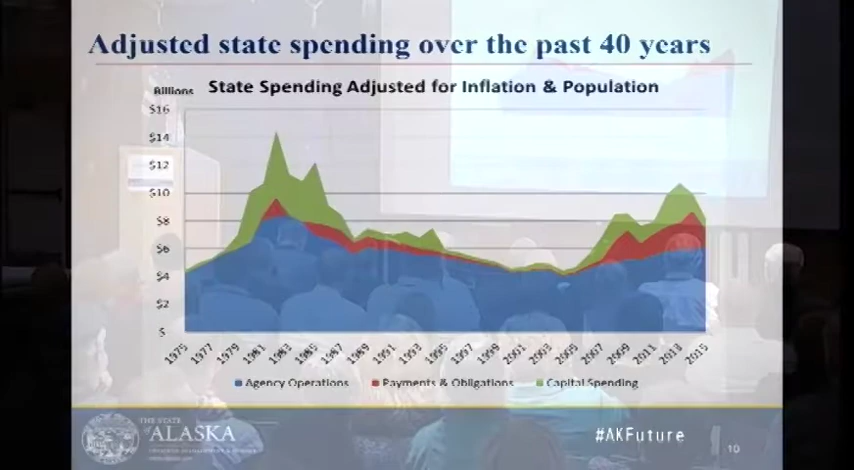 Adjusted state spending over the past 40 years
Billions
State Spending Adjusted for Inflation & Population
$16
$14
$12
$10
$8
$6
$4
$2
$
1975 1977 1979 1981 1983 1985 1987 1989 1991 1993 1995 1997 1999 2001 2003 2005 2007 2009 2011 2013 2015
Agency Operations Payments & Obligations Capital Spending
THE STATE
of ALASKA
#AKFuture
10